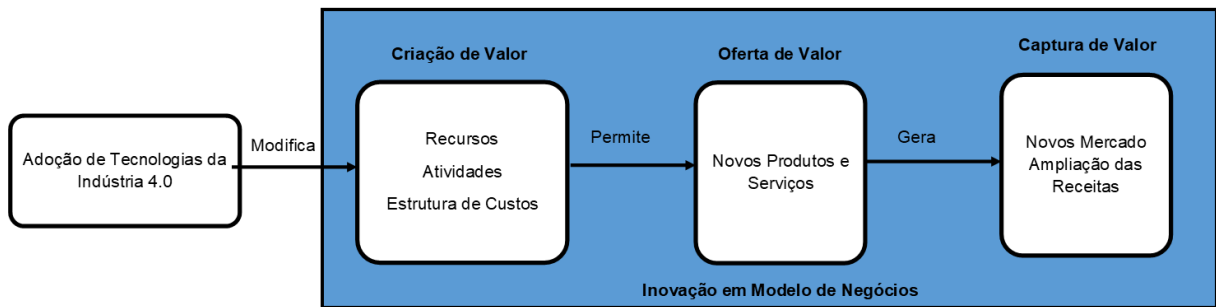 Criação de Valor
Oferta de Valor
Captura de Valor
Adoção de Tecnologias da
Indústria 4.0
Modifica
Recursos
Atividades
Estrutura de Custos
Permite
Novos Produtos e
Serviços
Gera
Novos Mercado
Ampliação das
Receitas
Inovação em Modelo de Negócios